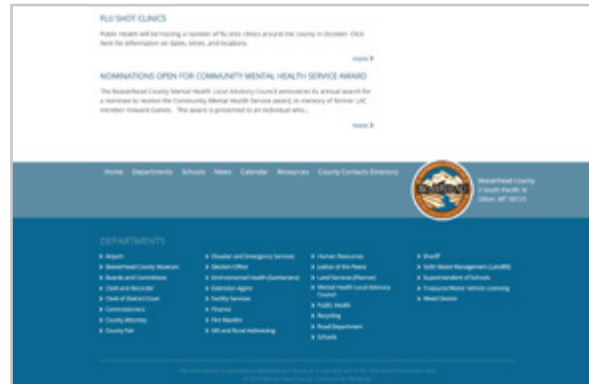 FLU SHOT CLINICS
Public Health will be having a number of flu shot clinics around the county in October. Click
here for information on dates, times, and locations.
more
NOMINATIONS OPEN FOR COMMUNITY MENTAL HEALTH SERVICE AWARD
The Beaverhead County Mental Health Local Advisory Council announces its annual search for
a nominee to receive the Community Mental Health Service award, in memory of former LAC
member Howard Gaines. This award is presented to an individual who...
more
Home Departments Schools News Calendar Resources County Contacts Directory
Beaverhead County
2 South Pacific St
Dillon, MT 59725
DEPARTMENTS
Airport
Beaverhead County Museum
Boards and Committees
Clerk and Recorder
Clerk of District Court
Commissioners
County Attorney
County Fair
Disaster and Emergency Services
Election Office
Environmental Health (Sanitarian)
Extension Agent
Facility Services
Finance
Fire Warden
GIS and Rural Addressing
Human Resources
Justice of the Peace
Land Services (Planner)
Mental Health Local Advisory
Council
Public Health
Recycling
Road Department
Schools
Sheriff
Solid Waste Management (Landfill)
Superintendent of Schools
Treasurer/Motor Vehicle Licensing
Weed District